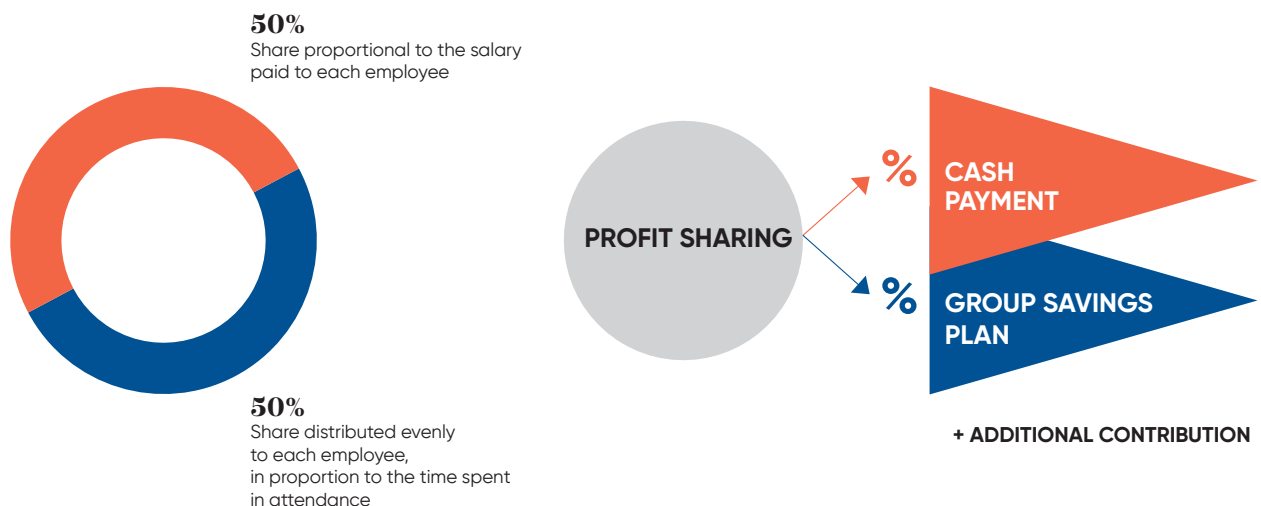 50%
Share proportional to the salary
paid to each employee
50%
Share distributed evenly
to each employee,
in proportion to the time spent
in attendance
PROFIT SHARING
%
CASH
PAYMENT
%
GROUP SAVINGS
PLAN
+ ADDITIONAL CONTRIBUTION